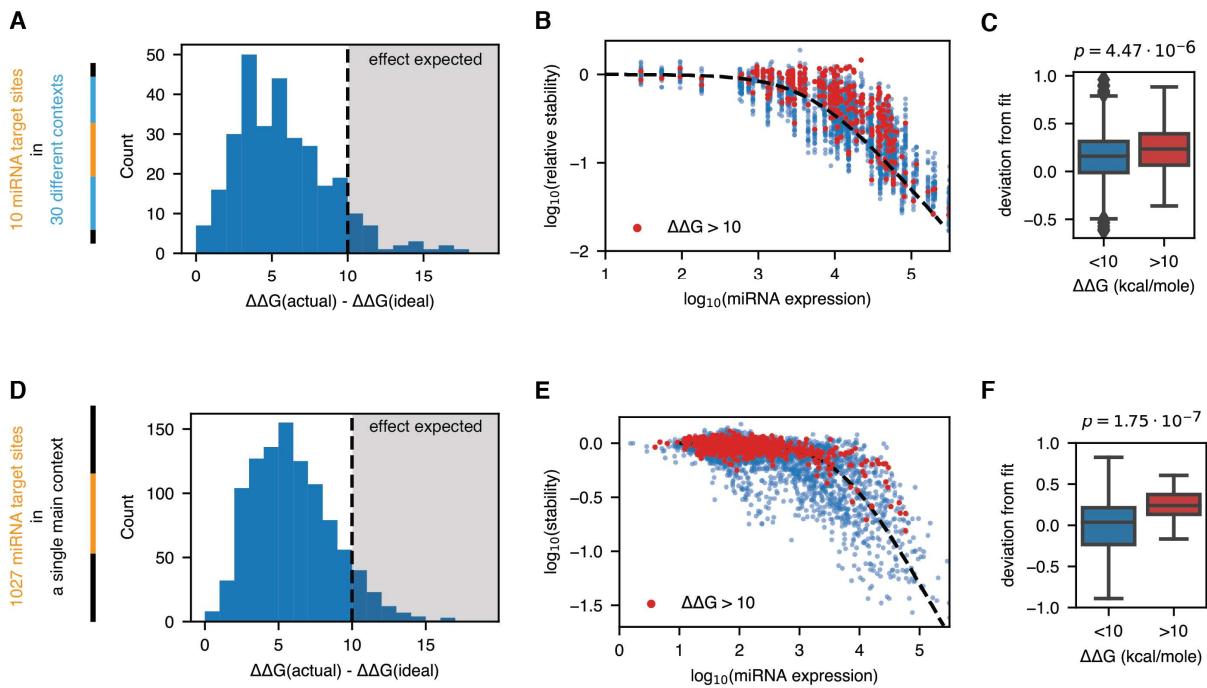 A
10 miRNA target sites
in
30 different contexts
Count
50
40
30
20
10
0
effect expected
0 5 10 15
ΔΔG(actual) - ΔΔG(ideal)
B
log10(relative stability)
0
−1
−2
ΔΔG > 10
1 2 3 4 5
log10(miRNA expression)
C
p = 4.47 · 10−6
deviation from fit
1.0
0.5
0.0
−0.5
<10 >10
ΔΔG (kcal/mole)
D
1027 miRNA target sites
in
a single main context
Count
150
100
50
0
effect expected
0 5 10 15
ΔΔG(actual) - ΔΔG(ideal)
E
log10(stability)
0.0
−0.5
−1.0
−1.5
ΔΔG > 10
0 1 2 3 4 5
log10(miRNA expression)
F
p = 1.75 · 10−7
deviation from fit
1.0
0.5
0.0
−0.5
−1.0
<10 >10
ΔΔG (kcal/mole)